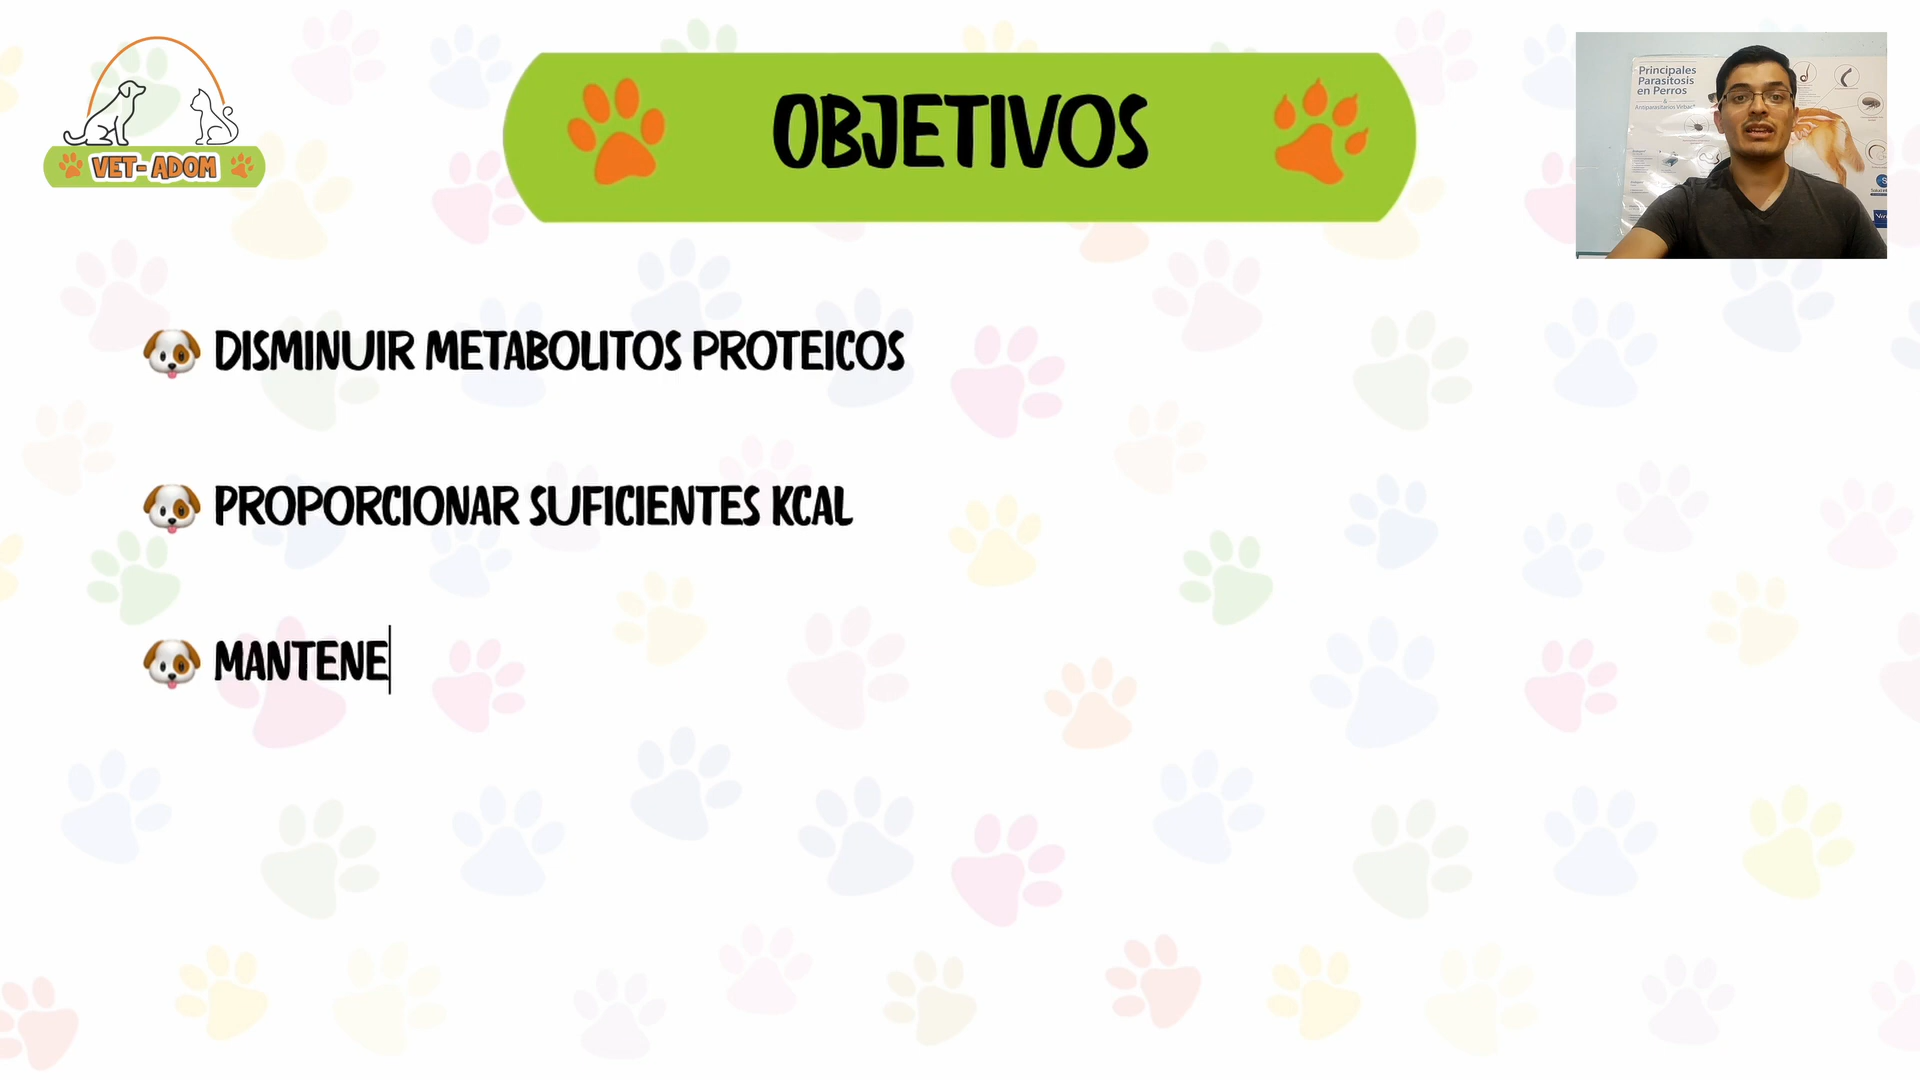 VET-ADOM
OBJETIVOS
Principales
Parasitosis
en Perros
&
DISMINUIR METABOLITOS PROTEICOS
PROPORCIONAR SUFICIENTES KCAL
MANTENE